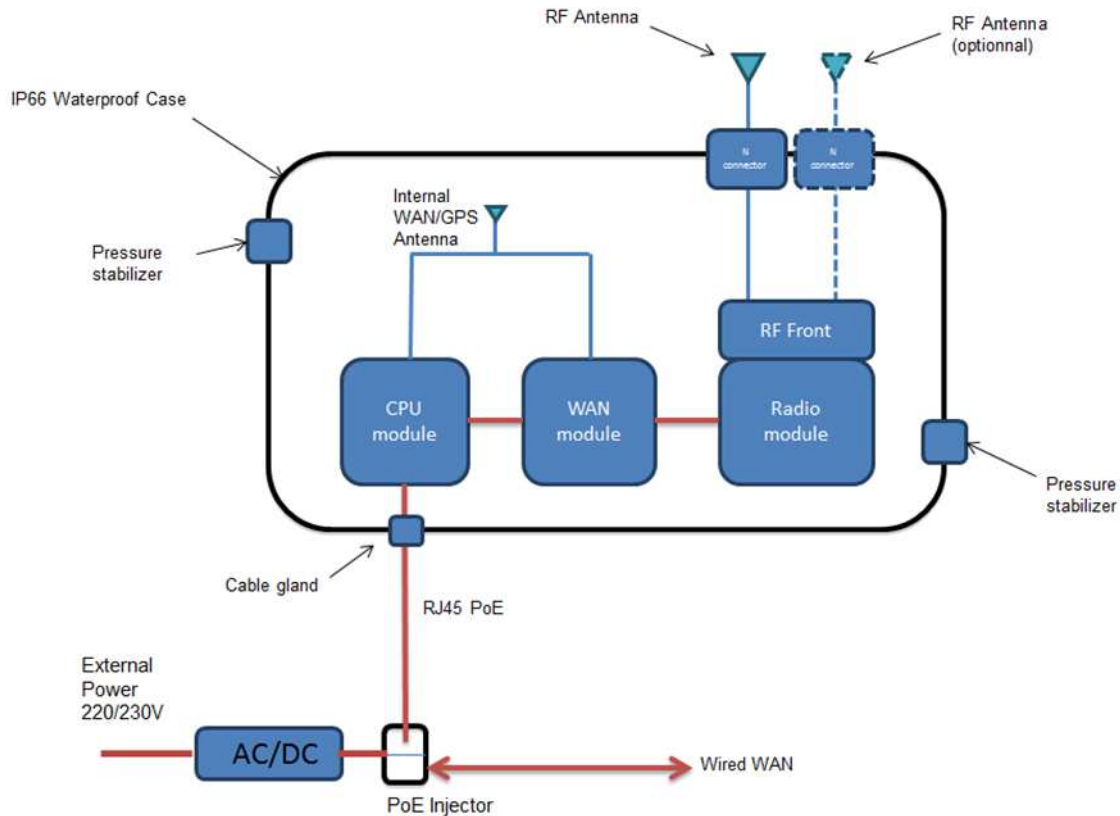 RF Antenna
RF Antenna
(optionnal)
IP66 Waterproof Case
N
connector
N
connector
Internal
WAN/GPS
Antenna
Pressure
stabilizer
RF Front
CPU
module
WAN
module
Radio
module
Pressure
stabilizer
Cable gland
RJ45 PoE
External
Power
220/230V
AC/DC
Wired WAN
PoE Injector